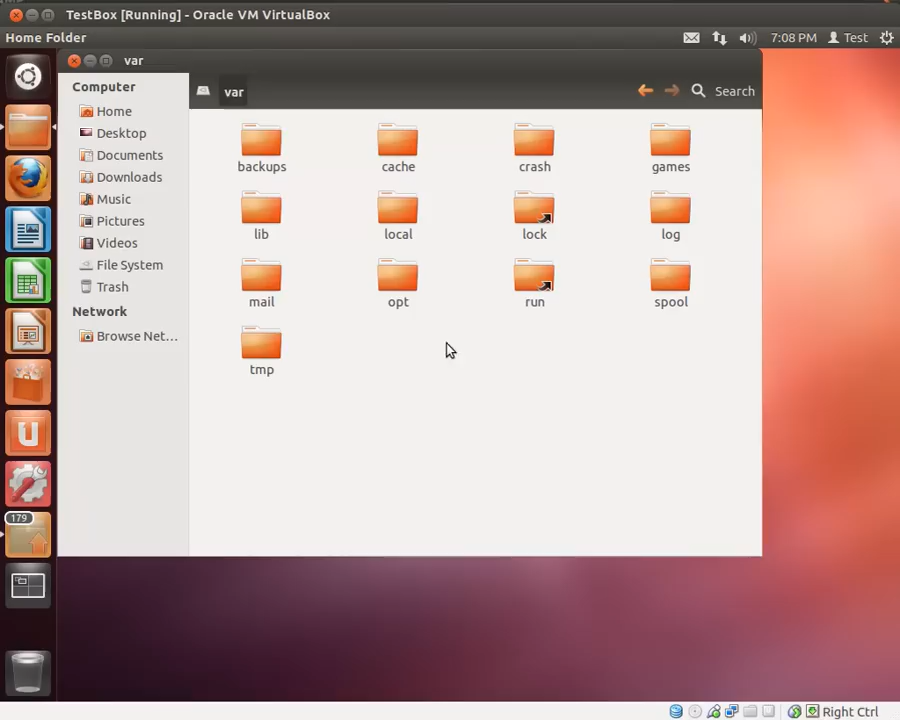 TestBox [Running] - Oracle VM VirtualBox
Home Folder
7:08 PM
Test
var
Computer
Home
Desktop
Documents
Downloads
Music
Pictures
Videos
File System
Trash
Network
Browse Net...
var
Search
backups
cache
crash
games
lib
local
lock
log
mail
opt
run
spool
tmp
179
Right Ctrl